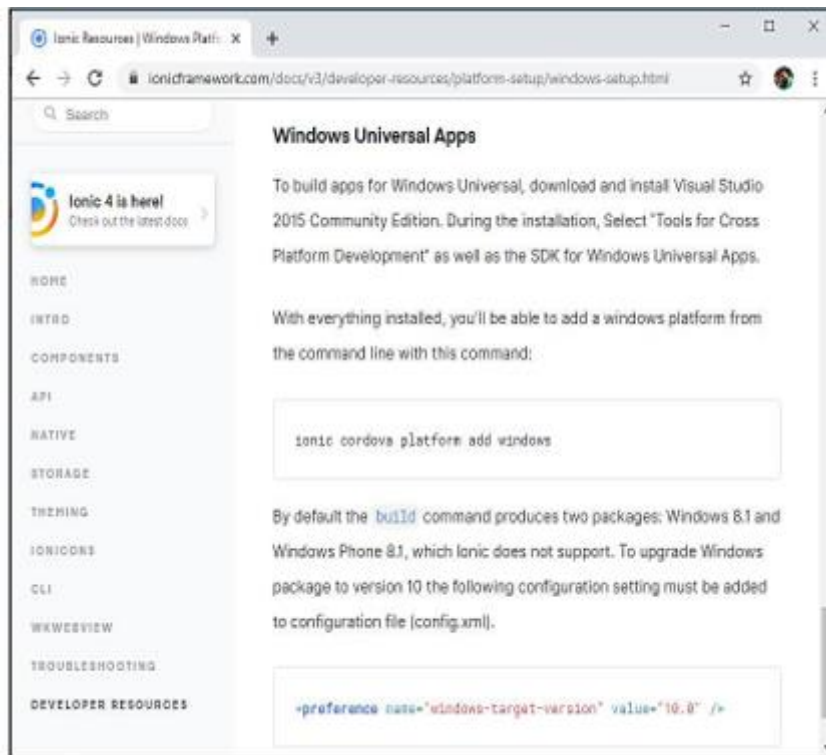 Ionic Resources | Windows Platf
ionicframework.com/docs/v3/developer-resources/platform-setup/windows-setup.html
Search
Ionic 4 is here!
Check out the latest docs
HOME
INTRO
COMPONENTS
API
NATIVE
STORAGE
THEMING
IONICONS
CLI
WKWEBVIEW
TROUBLESHOOTING
DEVELOPER RESOURCES
Windows Universal Apps
To build apps for Windows Universal, download and install Visual Studio
2015 Community Edition. During the installation, Select "Tools for Cross
Platform Development" as well as the SDK for Windows Universal Apps.
With everything installed, you'll be able to add a windows platform from
the command line with this command:
ionic cordova platform add windows
By default the build command produces two packages: Windows 8.1 and
Windows Phone 8.1, which Ionic does not support. To upgrade Windows
package to version 10 the following configuration setting must be added
to configuration file (config.xml).
<preference name="windows-target-version" value="10.0" />